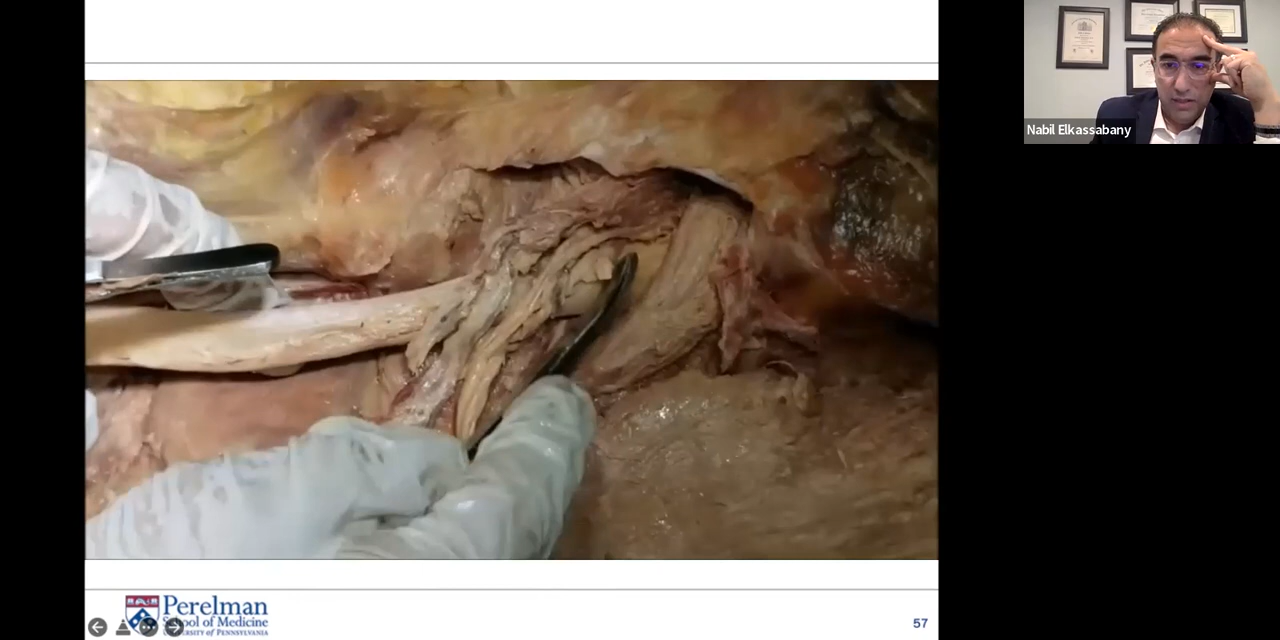 Nabil Elkassabany
Perelman
School of Medicine
UNIVERSITY of PENNSYLVANIA
57